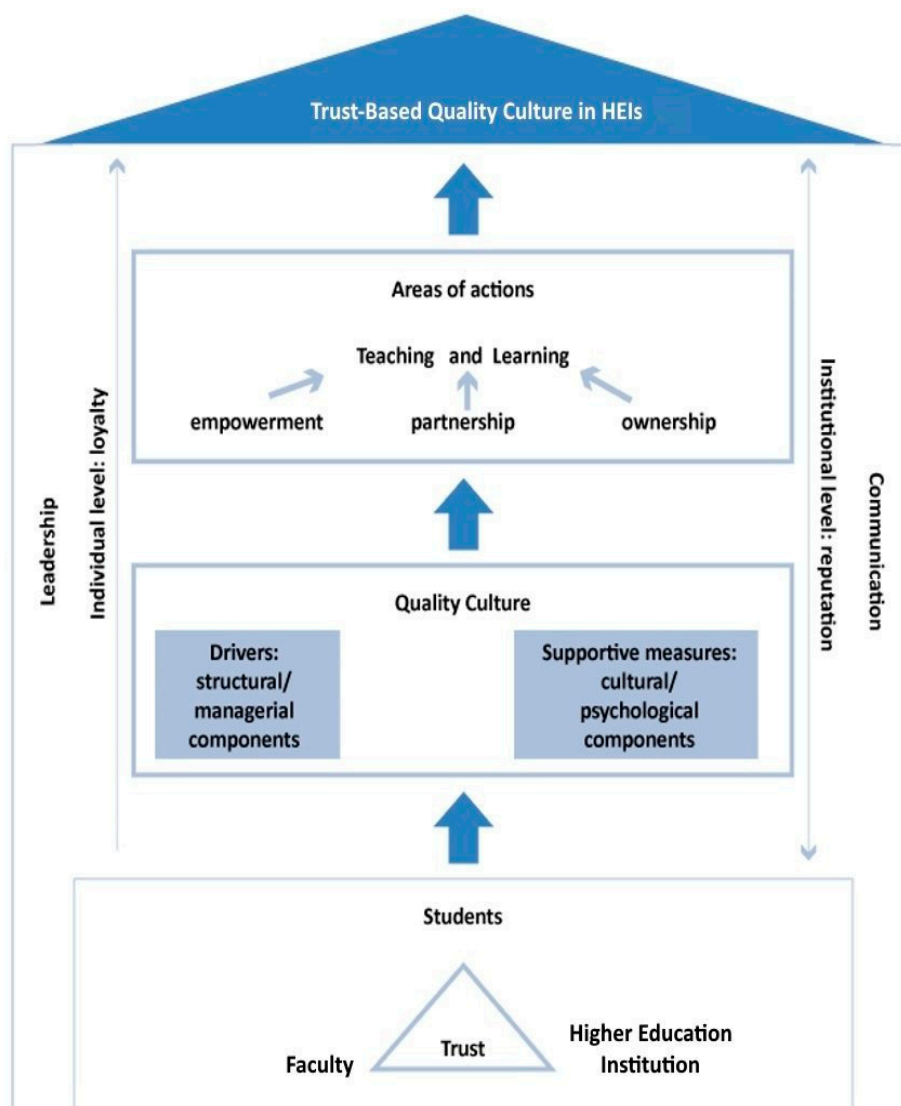 Trust-Based Quality Culture in HEIs
Areas of actions
Teaching and Learning
empowerment
partnership
ownership
Leadership
Individual level: loyalty
Institutional level: reputation
Communication
Quality Culture
Drivers:
structural/
managerial
components
Supportive measures:
cultural/
psychological
components
Students
Trust
Faculty
Higher Education
Institution